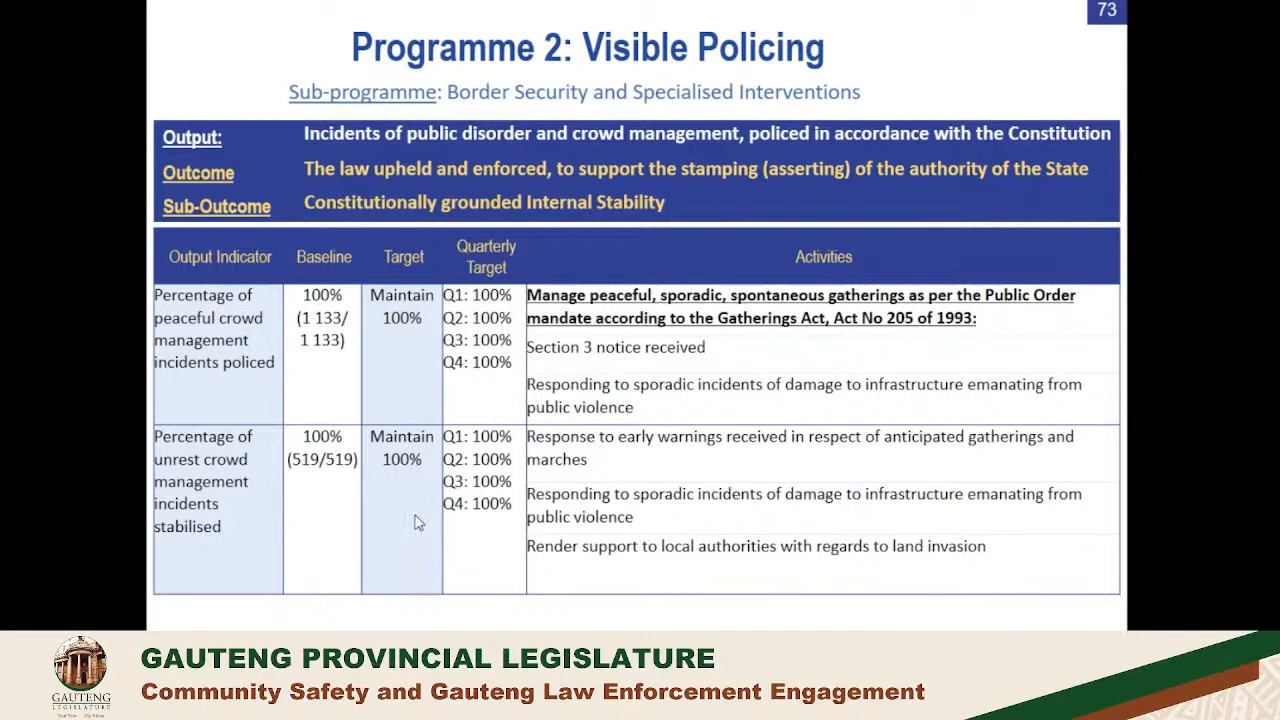 73
Programme 2: Visible Policing
Sub-programme: Border Security and Specialised Interventions
Output: Incidents of public disorder and crowd management, policed in accordance with the Constitution
Outcome The law upheld and enforced, to support the stamping (asserting) of the authority of the State
Sub-Outcome Constitutionally grounded Internal Stability
Output Indicator Baseline Target Quarterly Target Activities
Percentage of
peaceful crowd
management
incidents policed
100%
(1 133/
1 133)
Maintain
100%
Q1: 100%
Q2: 100%
Q3: 100%
Q4: 100%
Manage peaceful, sporadic, spontaneous gatherings as per the Public Order
mandate according to the Gatherings Act, Act No 205 of 1993:
Section 3 notice received
Responding to sporadic incidents of damage to infrastructure emanating from
public violence
Percentage of
unrest crowd
management
incidents
stabilised
100%
(519/519)
Maintain
100%
Q1: 100%
Q2: 100%
Q3: 100%
Q4: 100%
Response to early warnings received in respect of anticipated gatherings and
marches
Responding to sporadic incidents of damage to infrastructure emanating from
public violence
Render support to local authorities with regards to land invasion
GAUTENG PROVINCIAL LEGISLATURE
Community Safety and Gauteng Law Enforcement Engagement
GAUTENG
LEGISLATURE